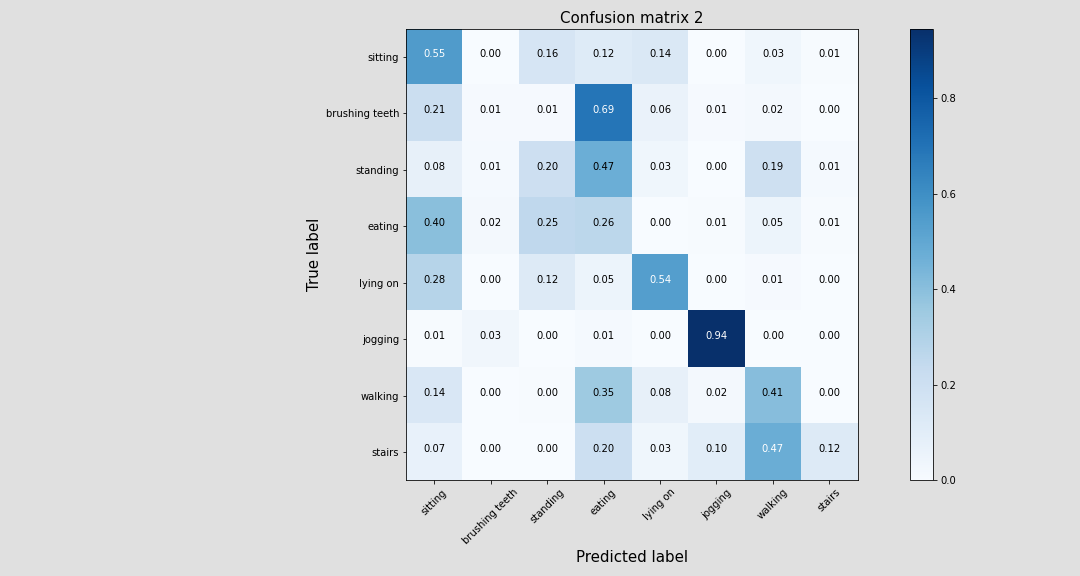 Confusion matrix 2
sitting 0.55 0.00 0.16 0.12 0.14 0.00 0.03 0.01
brushing teeth 0.21 0.01 0.01 0.69 0.06 0.01 0.02 0.00
standing 0.08 0.01 0.20 0.47 0.03 0.00 0.19 0.01
eating 0.40 0.02 0.25 0.26 0.00 0.01 0.05 0.01
lying on 0.28 0.00 0.12 0.05 0.54 0.00 0.01 0.00
jogging 0.01 0.03 0.00 0.01 0.00 0.94 0.00 0.00
walking 0.14 0.00 0.00 0.35 0.08 0.02 0.41 0.00
stairs 0.07 0.00 0.00 0.20 0.03 0.10 0.47 0.12
True label
sitting brushing teeth standing eating lying on jogging walking stairs
Predicted label
0.8
0.6
0.4
0.2
0.0